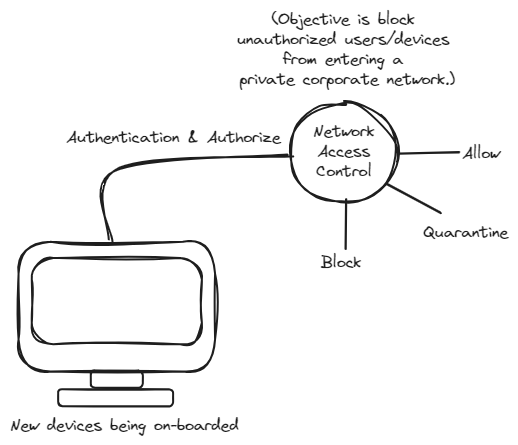 (Objective is block
unauthorized users/devices
from entering a
private corporate network.)
Authentication & Authorize
Network
Access
Control
Allow
Quarantine
Block
New devices being on-boarded